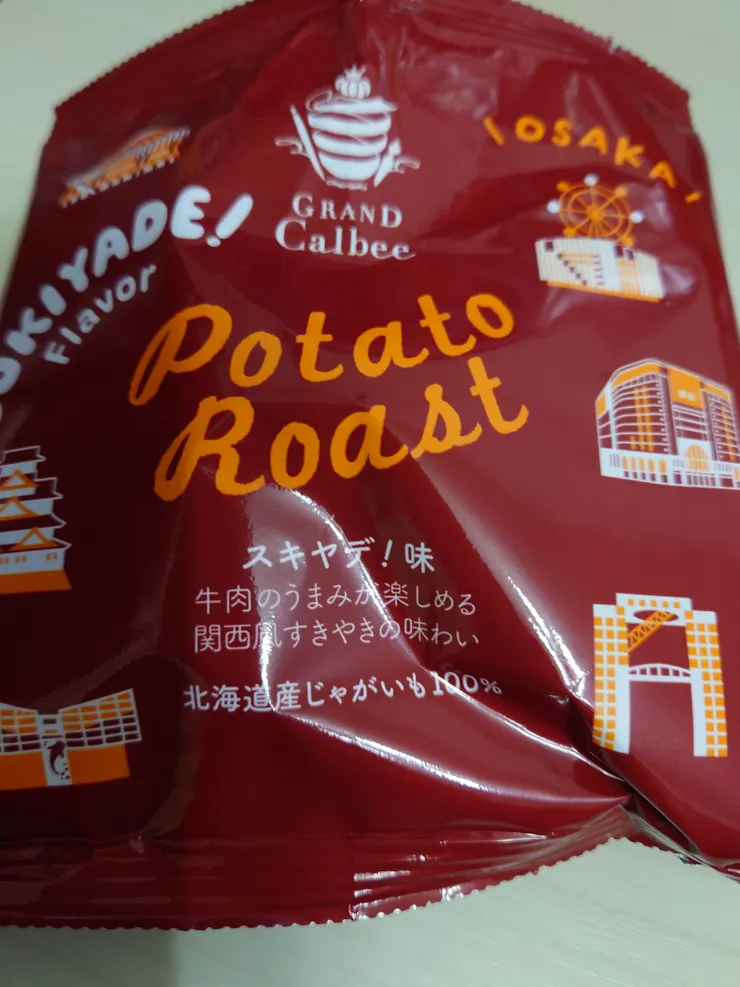 GRAND
Calbee
\OSAKA/
UKIYADE!
Flavor
Potato
Roast
スキヤデ!味
牛肉のうまみが楽しめる
関西風すきやきの味わい
北海道産じゃがいも100%